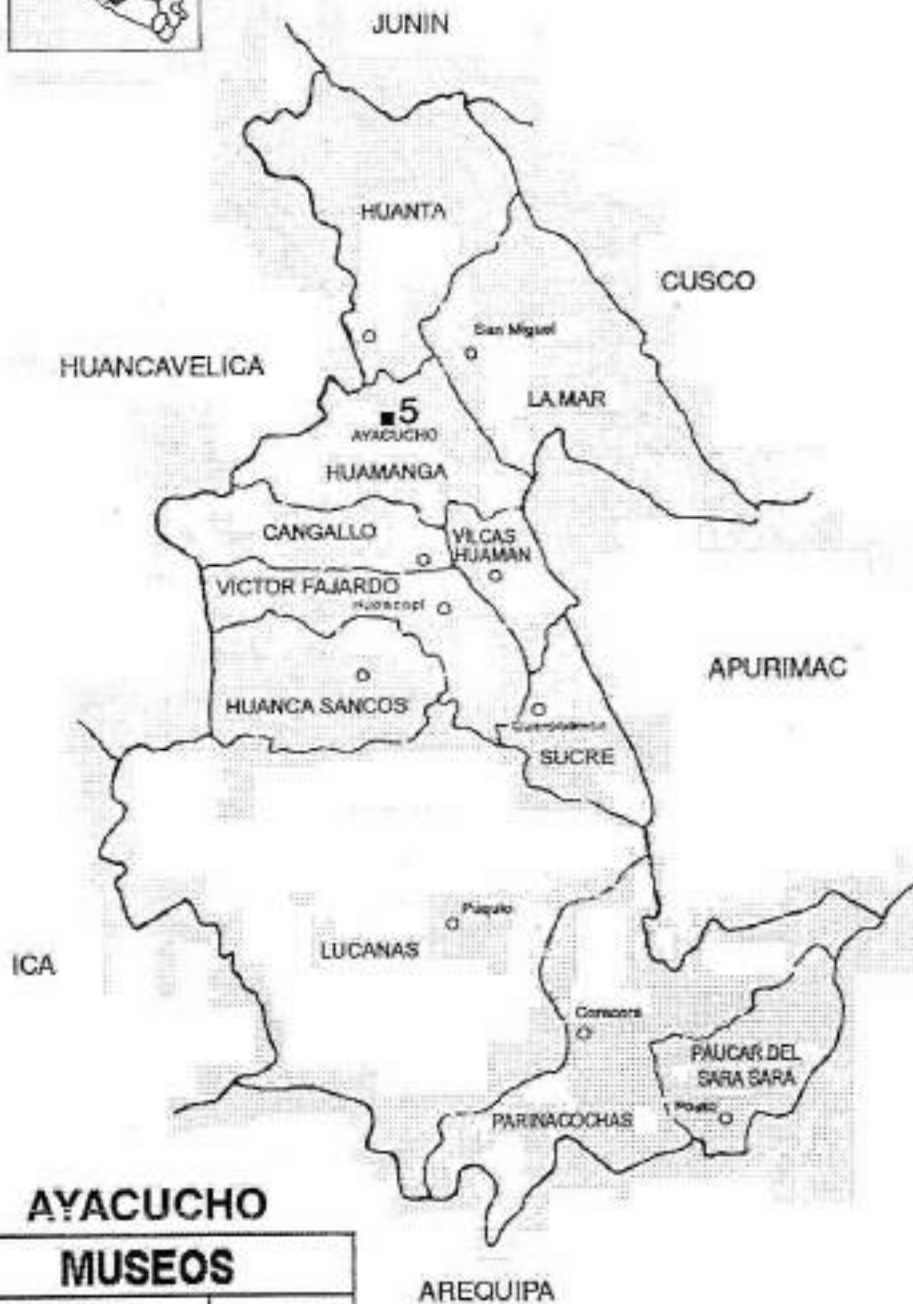 JUNIN
HUANTA
CUSCO
San Miguel
HUANCAVELICA
LA MAR
5
AYACUCHO
HUAMANGA
CANGALLO
VILCAS
HUAMAN
VICTOR FAJARDO
APURIMAC
HUANCA SANCOS
SUCRE
Puquio
LUCANAS
ICA
PAUCAR DEL
SARA SARA
PARINACOCHAS
AYACUCHO
MUSEOS
AREQUIPA